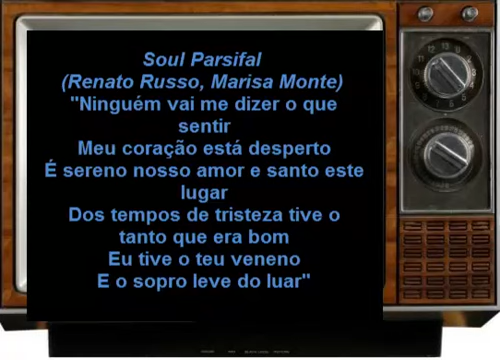 Soul Parsifal
(Renato Russo, Marisa Monte)
"Ninguém vai me dizer o que
sentir
Meu coração está desperto
É sereno nosso amor e santo este
lugar
Dos tempos de tristeza tive o
tanto que era bom
Eu tive o teu veneno
E o sopro leve do luar"